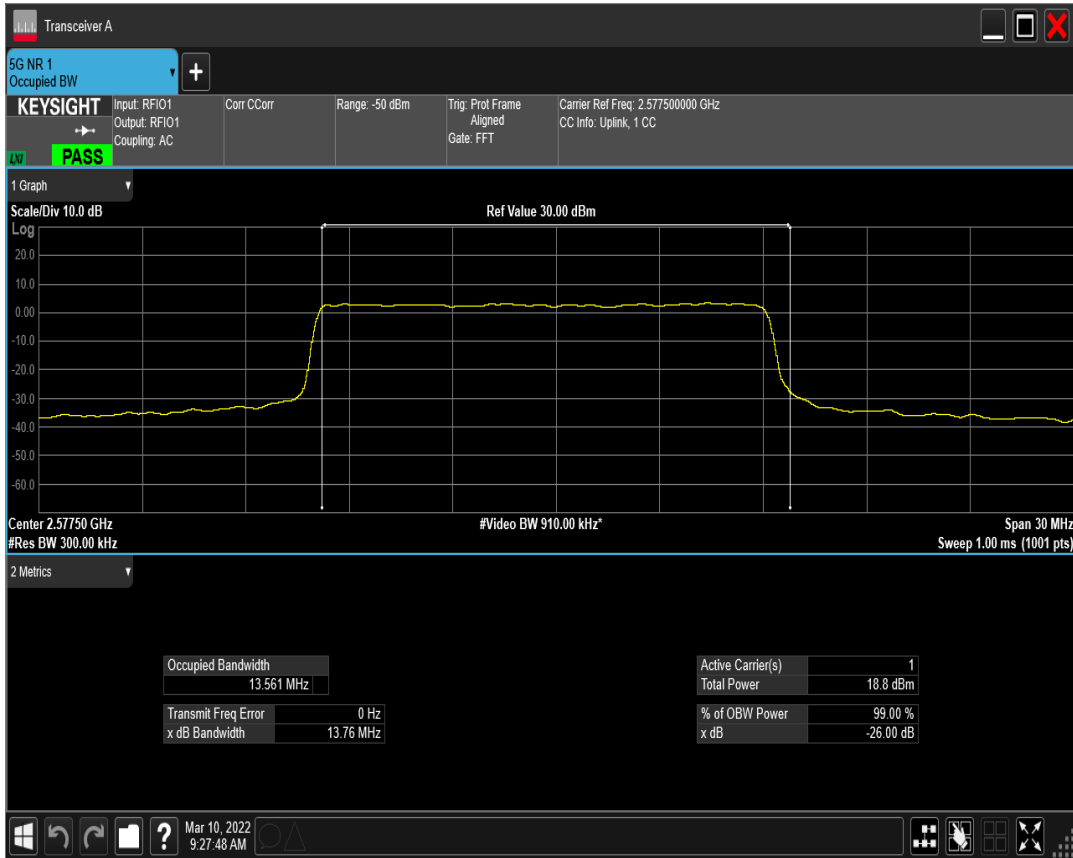 Transceiver A
5G NR 1
Occupied BW
KEYSIGHT
LXI
PASS
Input: RFIO1
Output: RFIO1
Coupling: AC
Corr CCorr
Range: -50 dBm
Trig: Prot Frame
Aligned
Gate: FFT
Carrier Ref Freq: 2.577500000 GHz
CC Info: Uplink, 1 CC
1 Graph
Scale/Div 10.0 dB
Ref Value 30.00 dBm
Log
20.0
10.0
0.00
-10.0
-20.0
-30.0
-40.0
-50.0
-60.0
Center 2.57750 GHz
#Video BW 910.00 kHz*
Span 30 MHz
#Res BW 300.00 kHz
Sweep 1.00 ms (1001 pts)
2 Metrics
Occupied Bandwidth
13.561 MHz
Transmit Freq Error 0 Hz
x dB Bandwidth 13.76 MHz
Active Carrier(s) 1
Total Power 18.8 dBm
% of OBW Power 99.00 %
x dB -26.00 dB
Mar 10, 2022
9:27:48 AM